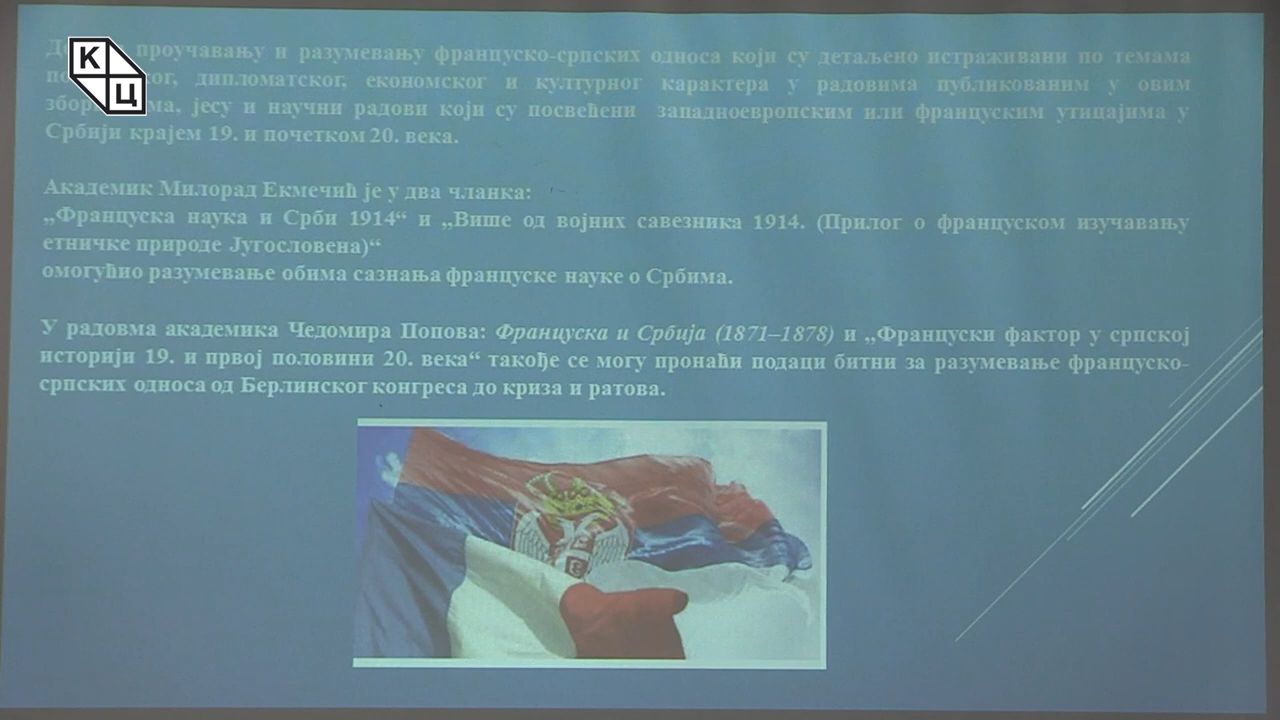 К
Ц
проучавању и разумевању француско-српских односа који су детаљено истраживани по темама
дипломатског, економског и културног карактера у радовима публикованим у овим
јесу и научни радови који су посвећени западноевропским или француским утицајима у
Србији крајем 19. и почетком 20. века.
Академик Милорад Екмечић је у два чланка:
„Француска наука и Срби 1914“ и „Више од војних савезника 1914. (Прилог о француском изучавању
етничке природе Југословена)“
омогућио разумевање обима сазнања француске науке о Србима.
У радовма академика Чедомира Попова: Француска и Србија (1871–1878) и „Француски фактор у српској
историји 19. и првој половини 20. века“ такође се могу пронаћи подаци битни за разумевање француско-
српских односа од Берлинског конгреса до криза и ратова.